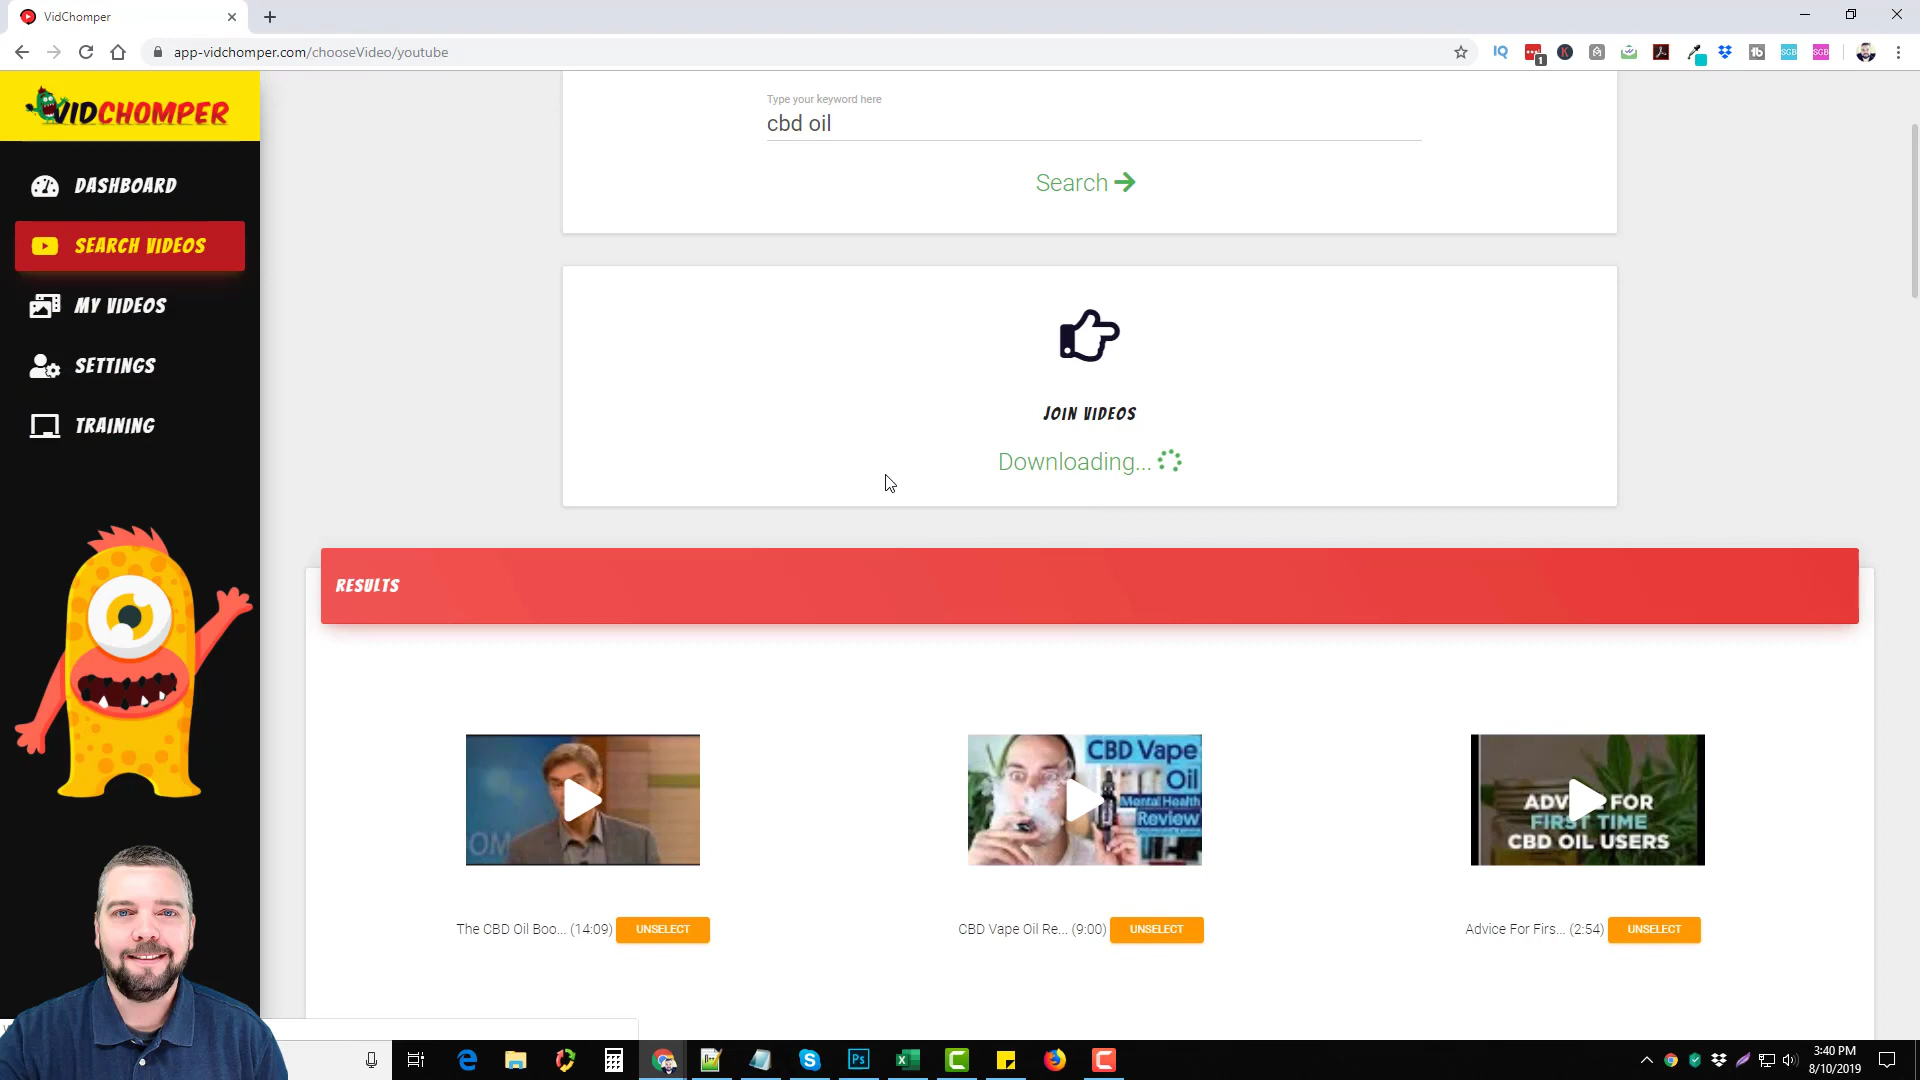 VidChomper
app-vidchomper.com/chooseVideo/youtube
VIDCHOMPER
DASHBOARD
SEARCH VIDEOS
MY VIDEOS
SETTINGS
TRAINING
Type your keyword here
cbd oil
Search
JOIN VIDEOS
Downloading...
RESULTS
OM
CBD Vape
Oil
Mental Health
Review
ADVICE FOR
FIRST TIME
CBD OIL USERS
The CBD Oil Boo... (14:09) UNSELECT
CBD Vape Oil Re... (9:00) UNSELECT
Advice For Firs... (2:54) UNSELECT
3:40 PM
8/10/2019